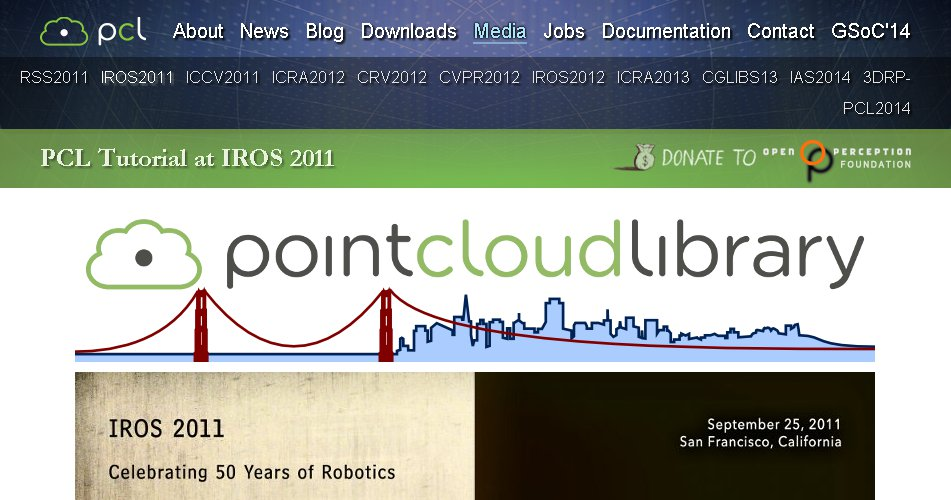 pcl About News Blog Downloads Media Jobs Documentation Contact GSoC'14
RSS2011 IROS2011 ICCV2011 ICRA2012 CRV2012 CVPR2012 IROS2012 ICRA2013 CGLIBS13 IAS2014 3DRP-
PCL2014
PCL Tutorial at IROS 2011
DONATE TO OPEN PERCEPTION
FOUNDATION
pointcloudlibrary
IROS 2011
Celebrating 50 Years of Robotics
September 25, 2011
San Francisco, California